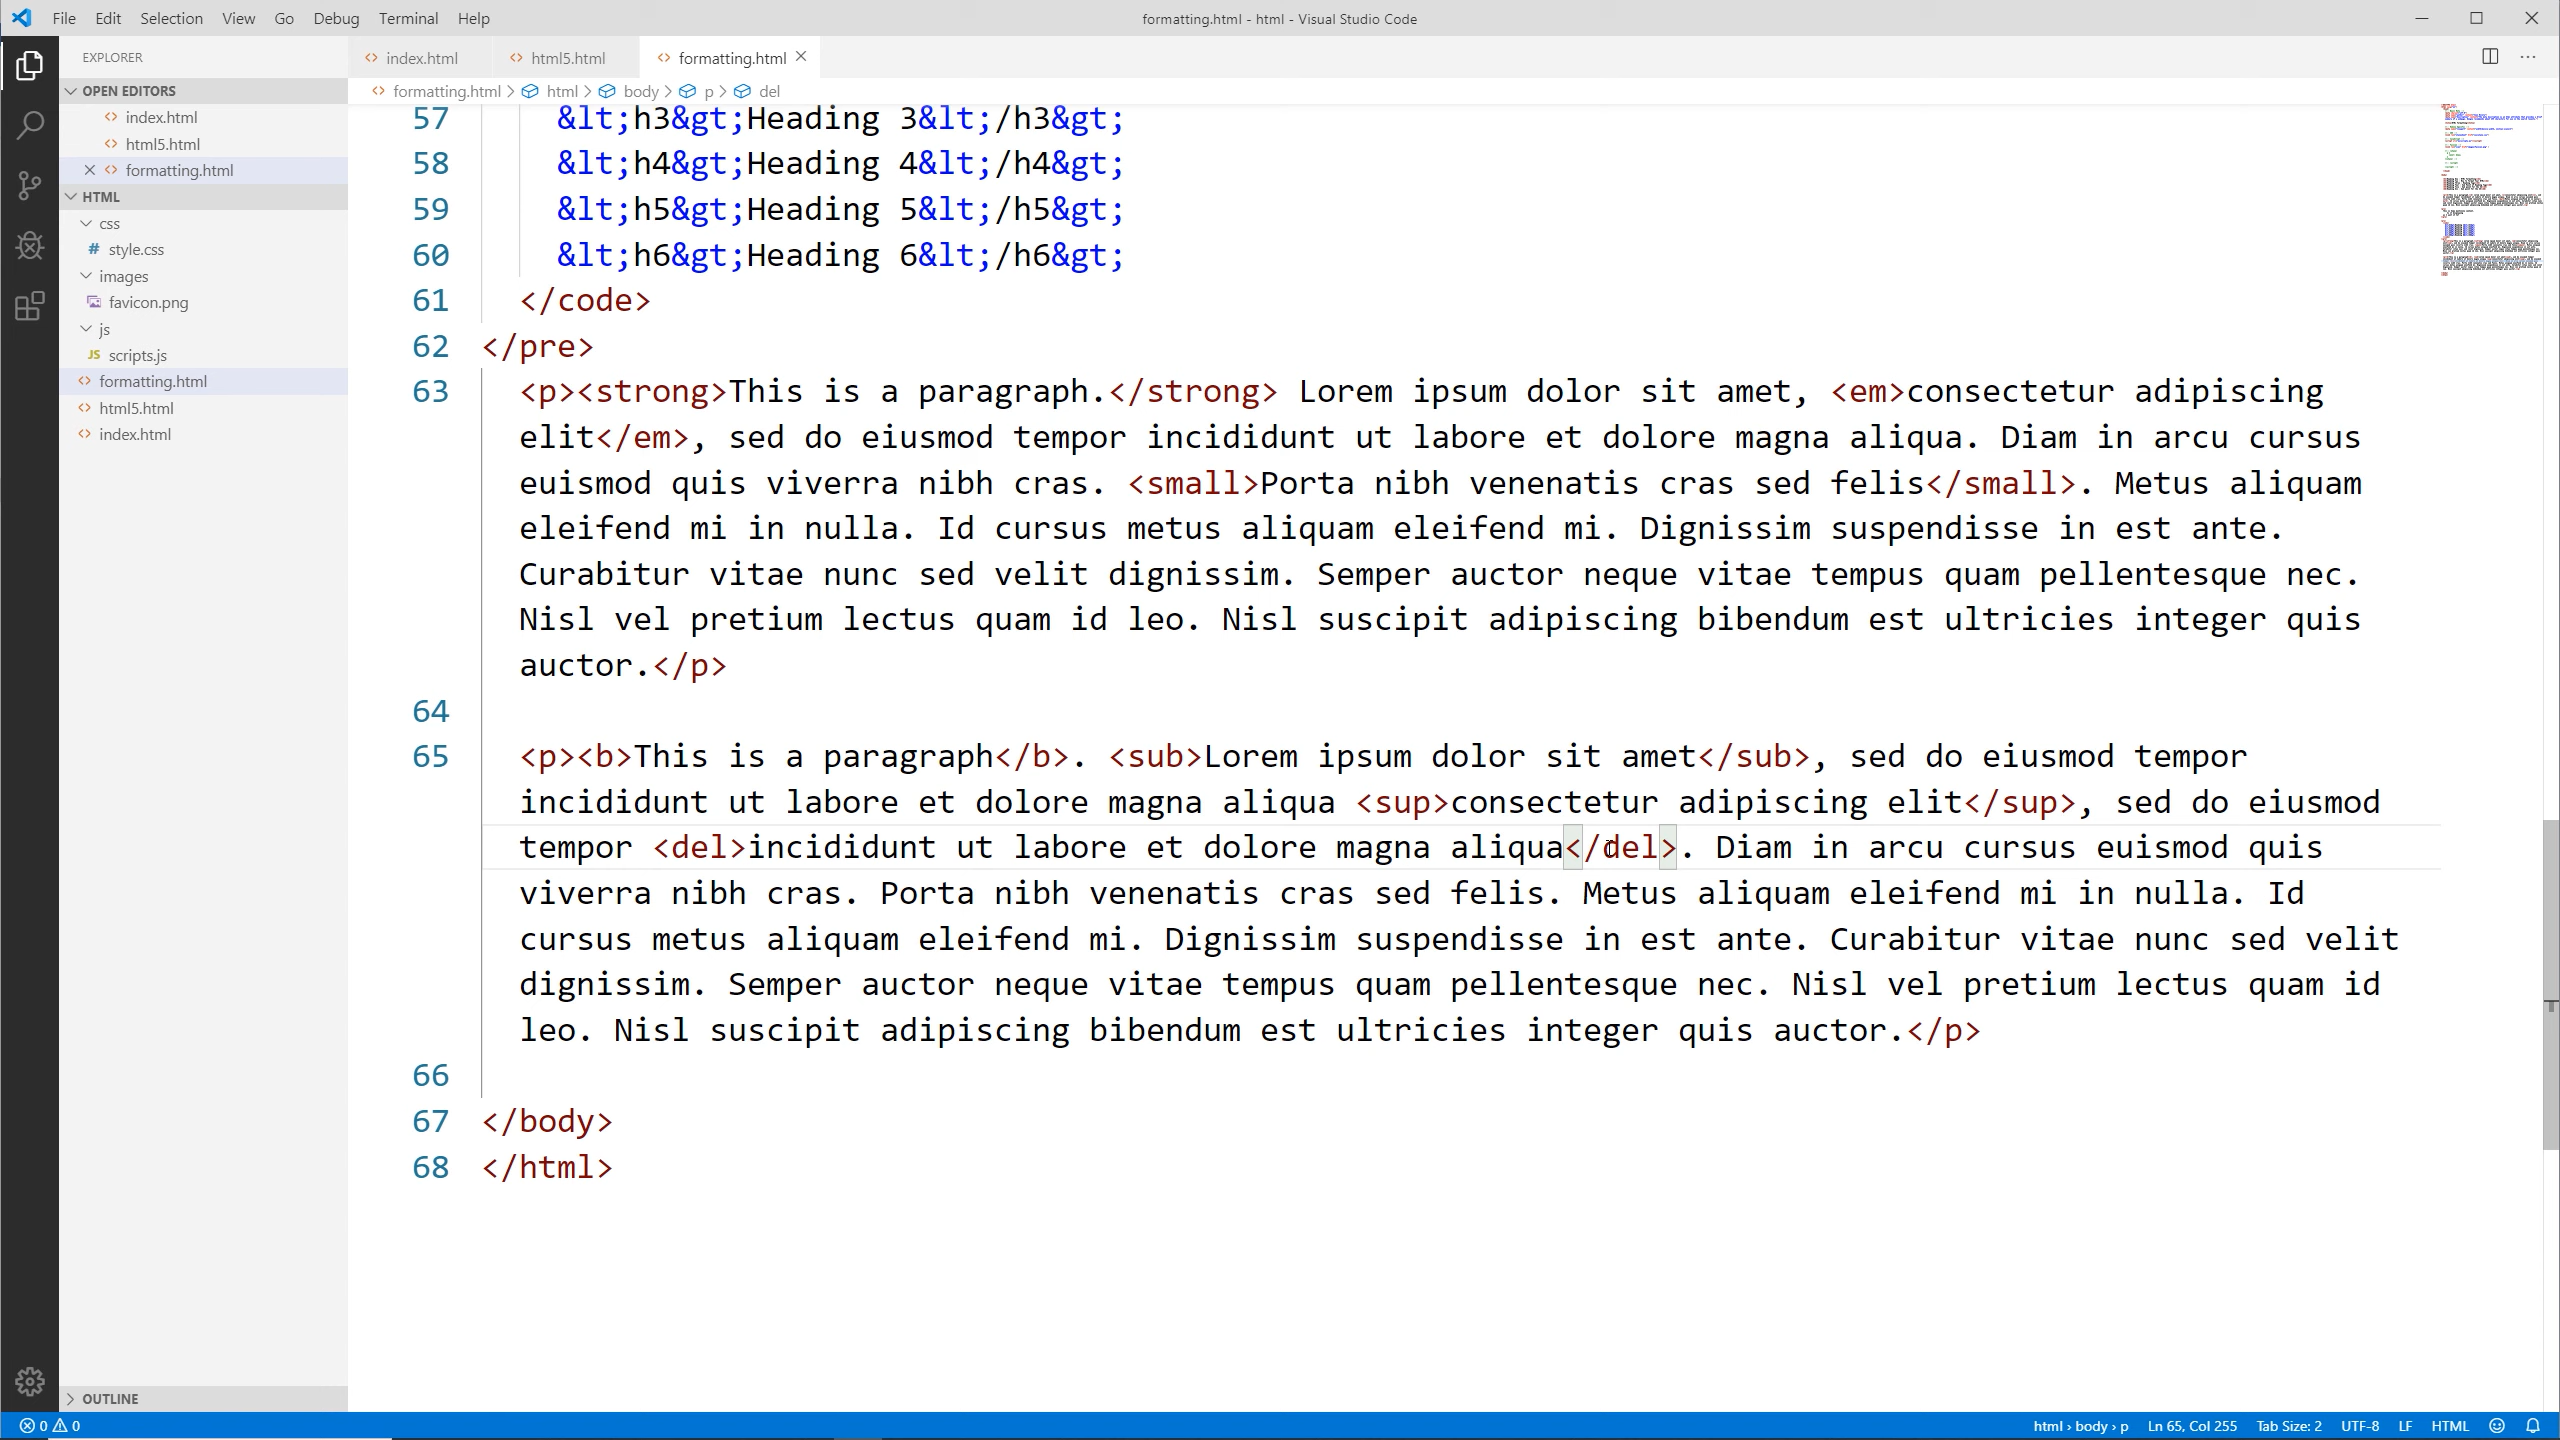 File Edit Selection View Go Debug Terminal Help
formatting.html - html - Visual Studio Code
EXPLORER
OPEN EDITORS
index.html
html5.html
formatting.html
HTML
css
# style.css
images
favicon.png
js
JS scripts.js
formatting.html
html5.html
index.html
OUTLINE
index.html html5.html formatting.html
formatting.html > html > body > p > del
57 &lt;h3&gt;Heading 3&lt;/h3&gt;
58 &lt;h4&gt;Heading 4&lt;/h4&gt;
59 &lt;h5&gt;Heading 5&lt;/h5&gt;
60 &lt;h6&gt;Heading 6&lt;/h6&gt;
61 </code>
62 </pre>
63 <p><strong>This is a paragraph.</strong> Lorem ipsum dolor sit amet, <em>consectetur adipiscing
elit</em>, sed do eiusmod tempor incididunt ut labore et dolore magna aliqua. Diam in arcu cursus
euismod quis viverra nibh cras. <small>Porta nibh venenatis cras sed felis</small>. Metus aliquam
eleifend mi in nulla. Id cursus metus aliquam eleifend mi. Dignissim suspendisse in est ante.
Curabitur vitae nunc sed velit dignissim. Semper auctor neque vitae tempus quam pellentesque nec.
Nisl vel pretium lectus quam id leo. Nisl suscipit adipiscing bibendum est ultricies integer quis
auctor.</p>
64
65 <p><b>This is a paragraph</b>. <sub>Lorem ipsum dolor sit amet</sub>, sed do eiusmod tempor
incididunt ut labore et dolore magna aliqua <sup>consectetur adipiscing elit</sup>, sed do eiusmod
tempor <del>incididunt ut labore et dolore magna aliqua</del>. Diam in arcu cursus euismod quis
viverra nibh cras. Porta nibh venenatis cras sed felis. Metus aliquam eleifend mi in nulla. Id
cursus metus aliquam eleifend mi. Dignissim suspendisse in est ante. Curabitur vitae nunc sed velit
dignissim. Semper auctor neque vitae tempus quam pellentesque nec. Nisl vel pretium lectus quam id
leo. Nisl suscipit adipiscing bibendum est ultricies integer quis auctor.</p>
66
67 </body>
68 </html>
0 0
html › body › p Ln 65, Col 255 Tab Size: 2 UTF-8 LF HTML